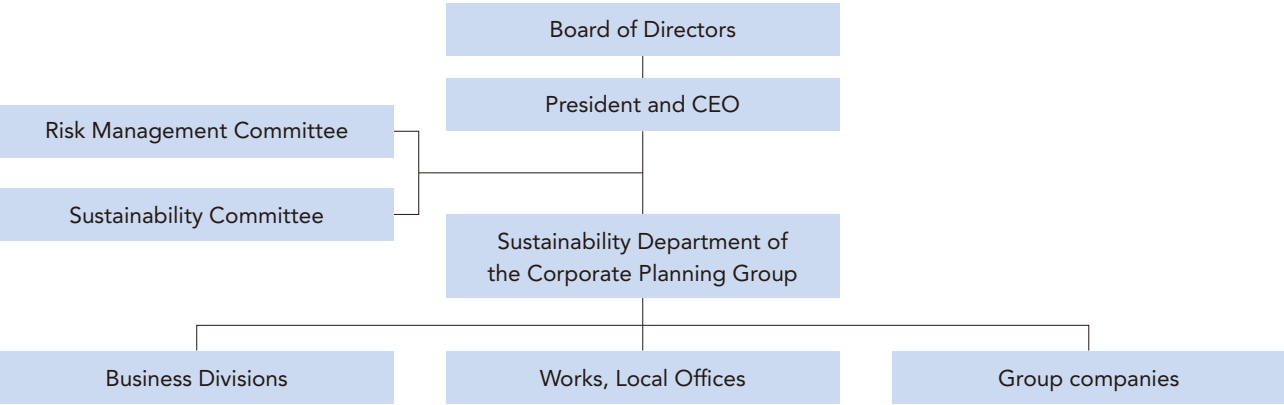 Board of Directors
President and CEO
Risk Management Committee
Sustainability Committee
Sustainability Department of
the Corporate Planning Group
Business Divisions
Works, Local Offices
Group companies